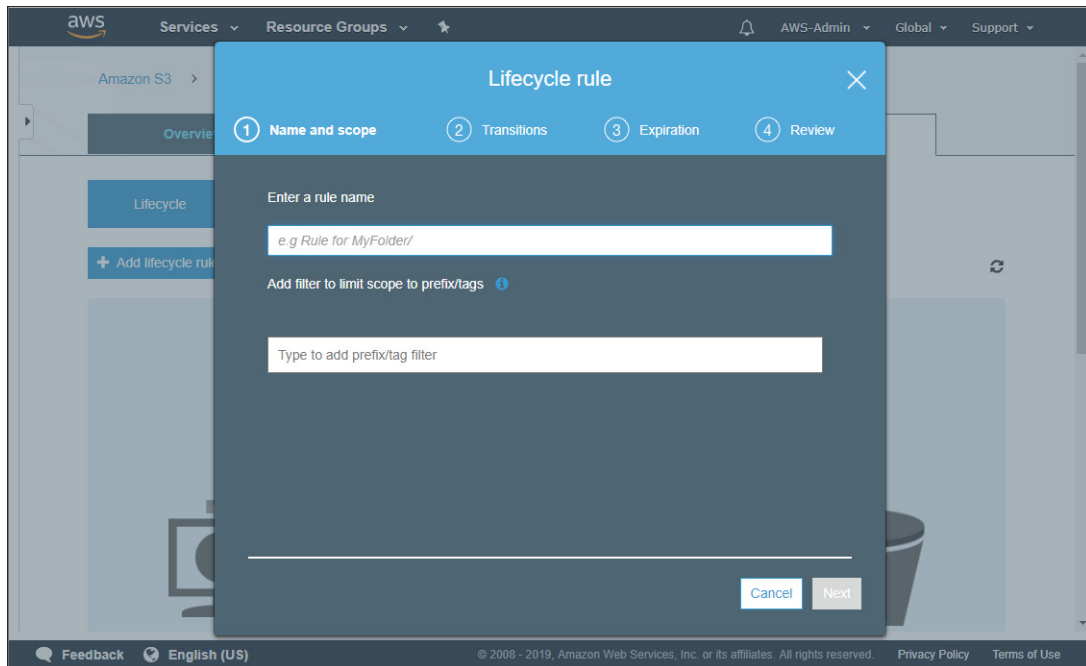 aws Services Resource Groups AWS-Admin Global Support
Amazon S3
Lifecycle rule
Overvie
1 Name and scope 2 Transitions 3 Expiration 4 Review
Lifecycle
Enter a rule name
e.g Rule for MyFolder/
Add lifecycle rul
Add filter to limit scope to prefix/tags
Type to add prefix/tag filter
Cancel Next
Feedback English (US) © 2008 - 2019, Amazon Web Services, Inc. or its affiliates. All rights reserved. Privacy Policy Terms of Use